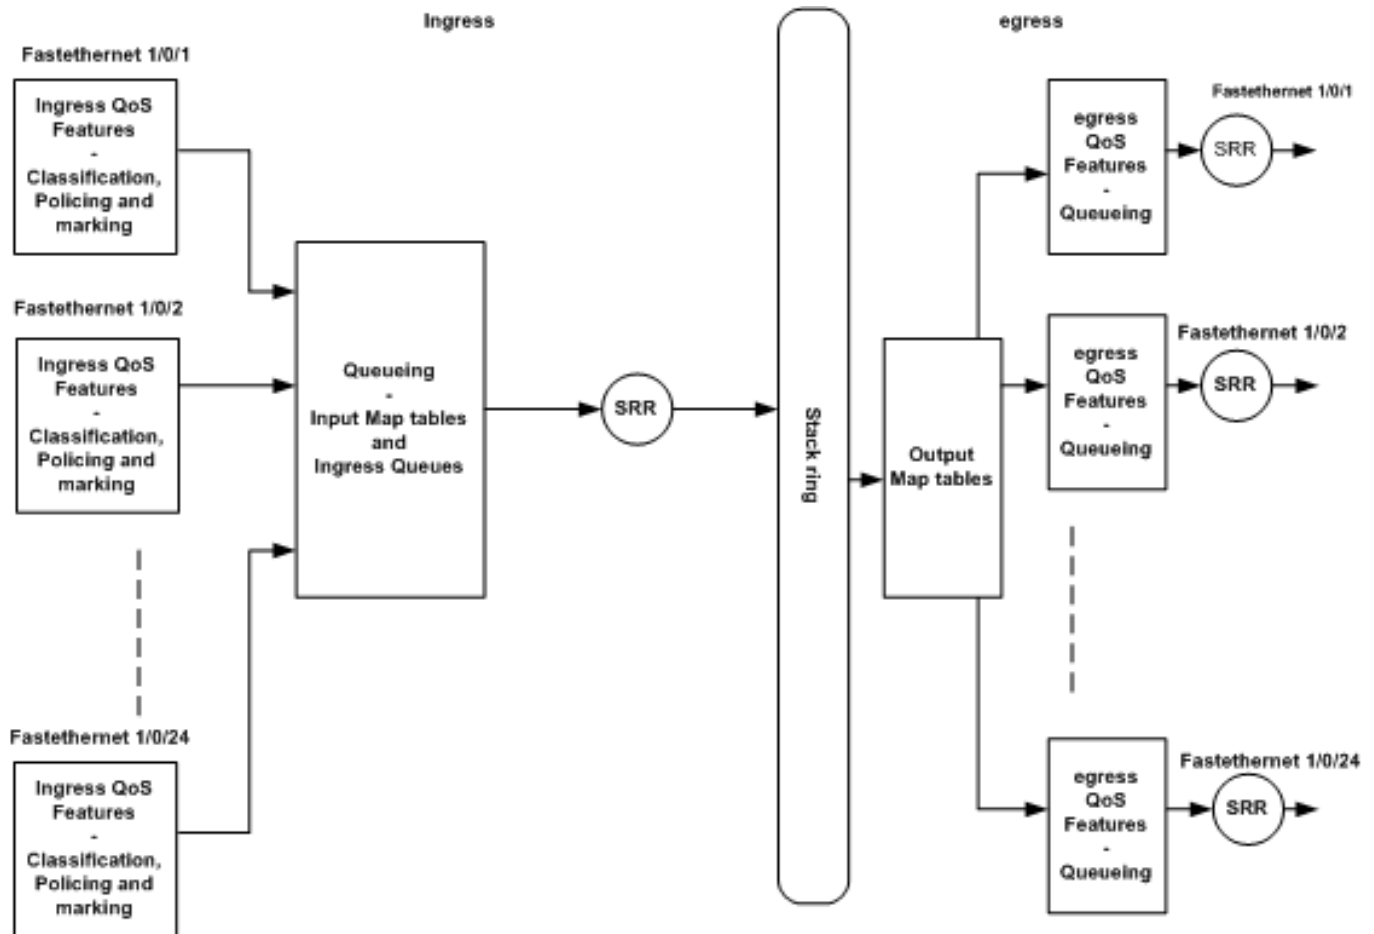 Ingress
egress
Fastethernet 1/0/1
Ingress QoS
Features
-
Classification,
Policing and
marking
Fastethernet 1/0/2
Ingress QoS
Features
-
Classification,
Policing and
marking
Fastethernet 1/0/24
Ingress QoS
Features
-
Classification,
Policing and
marking
Queueing
-
Input Map tables
and
Ingress Queues
SRR
Stack ring
Output
Map tables
egress
QoS
Features
-
Queueing
Fastethernet 1/0/1
SRR
egress
QoS
Features
-
Queueing
Fastethernet 1/0/2
SRR
egress
QoS
Features
-
Queueing
Fastethernet 1/0/24
SRR